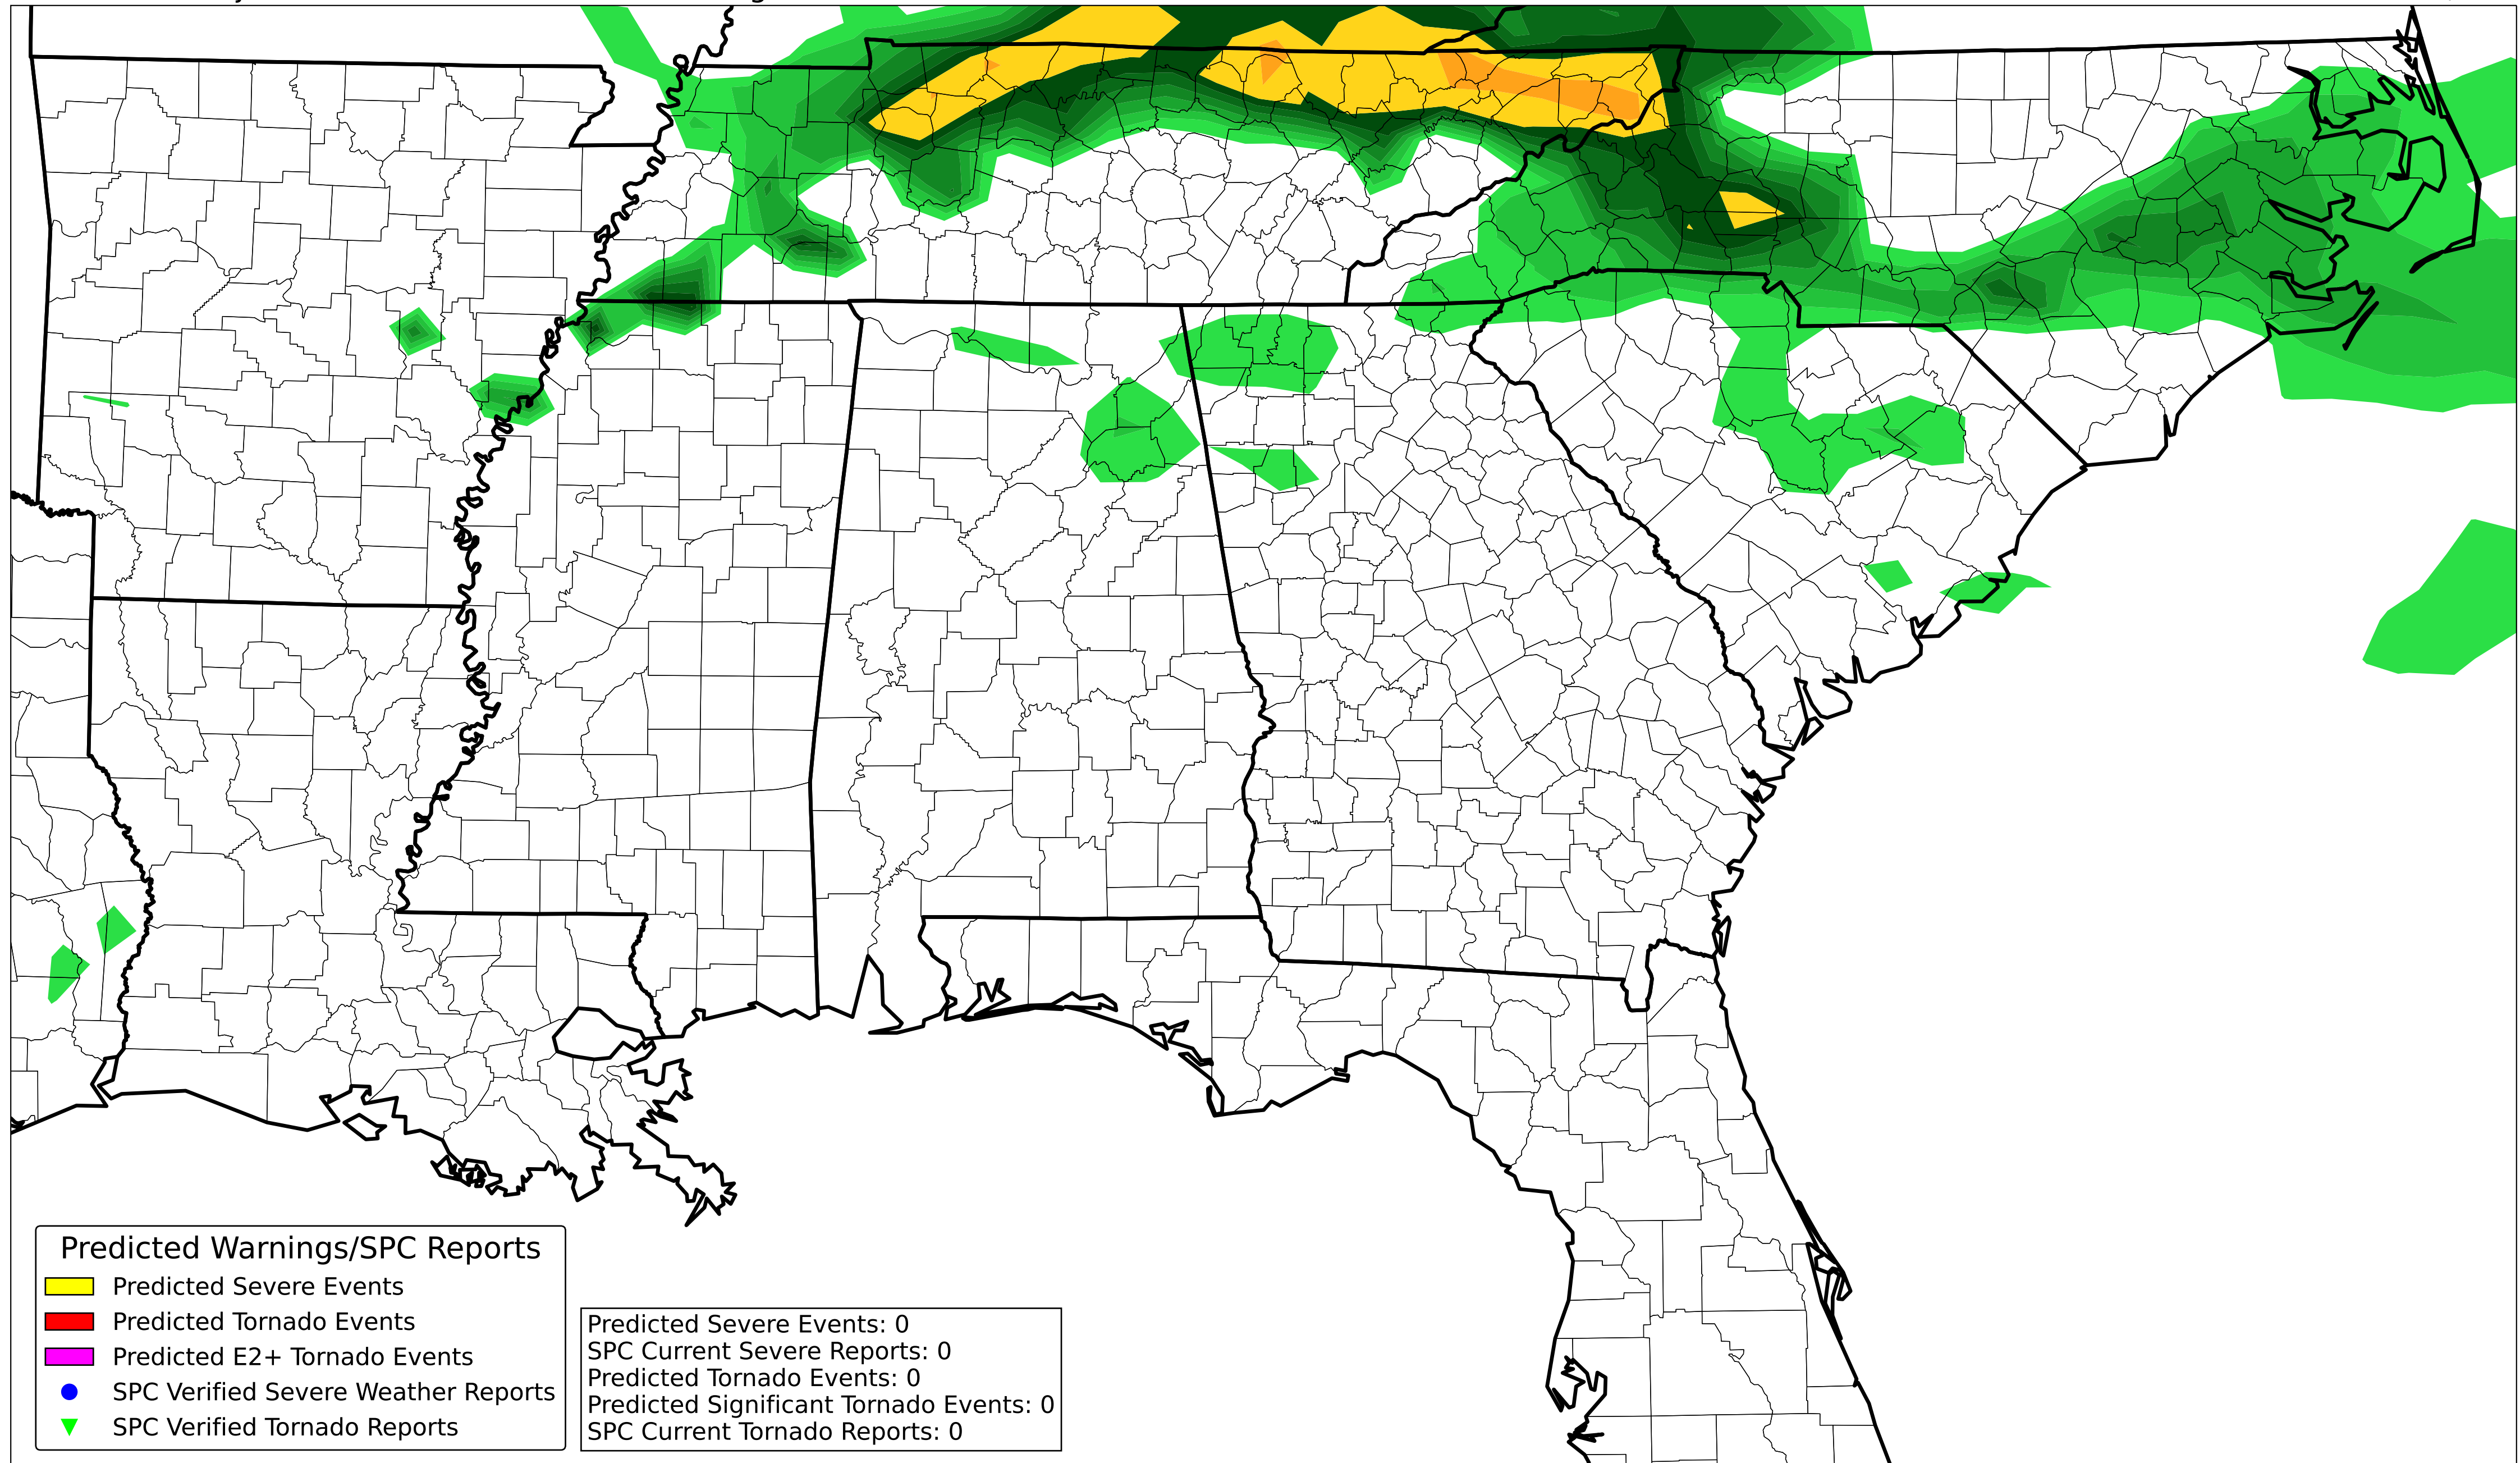 Predicted Warnings/SPC Reports
Predicted Severe Events
Predicted Tornado Events
Predicted E2+ Tornado Events
SPC Verified Severe Weather Reports
SPC Verified Tornado Reports
Predicted Severe Events: 0
SPC Current Severe Reports: 0
Predicted Tornado Events: 0
Predicted Significant Tornado Events: 0
SPC Current Tornado Reports: 0